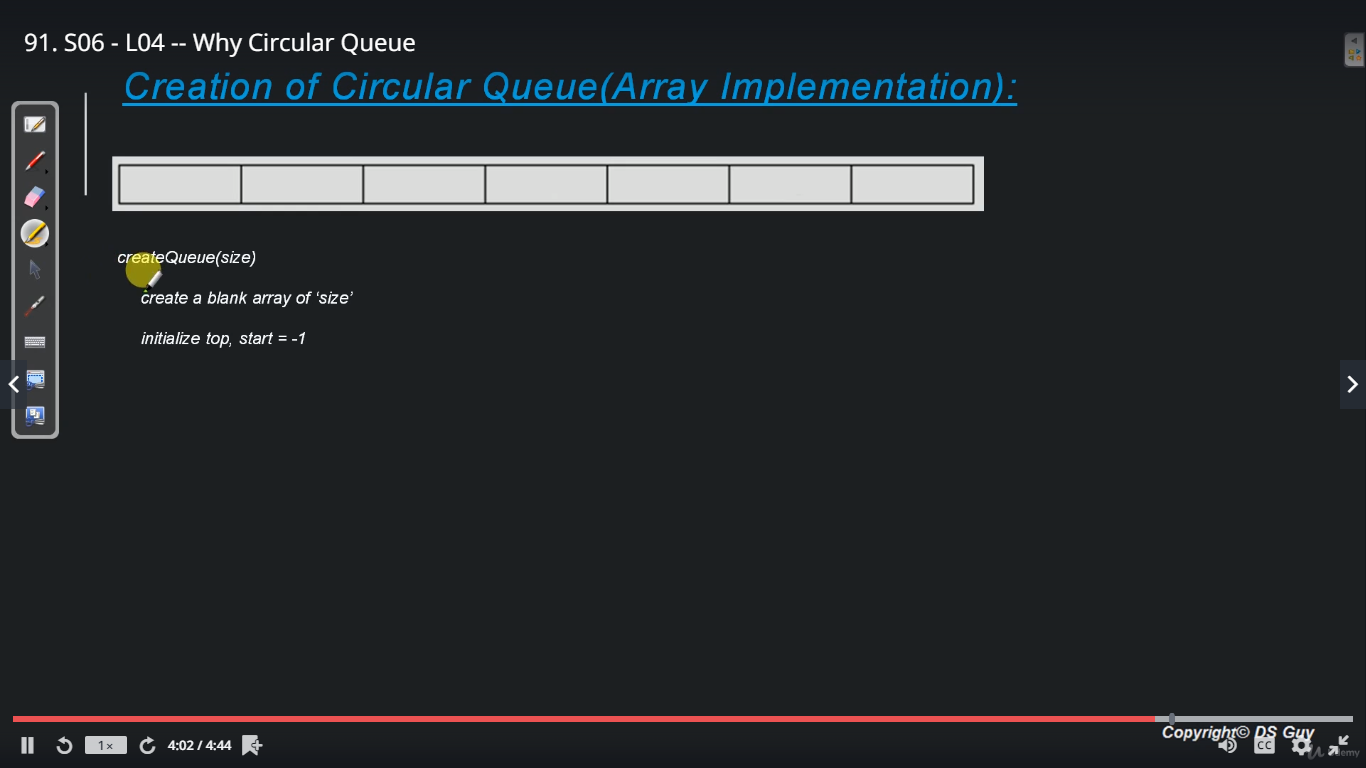 91. S06 - L04 -- Why Circular Queue
Creation of Circular Queue(Array Implementation):
createQueue(size)
create a blank array of ‘size’
initialize top, start = -1
Copyright© DS Guy
1×
4:02 / 4:44
CC